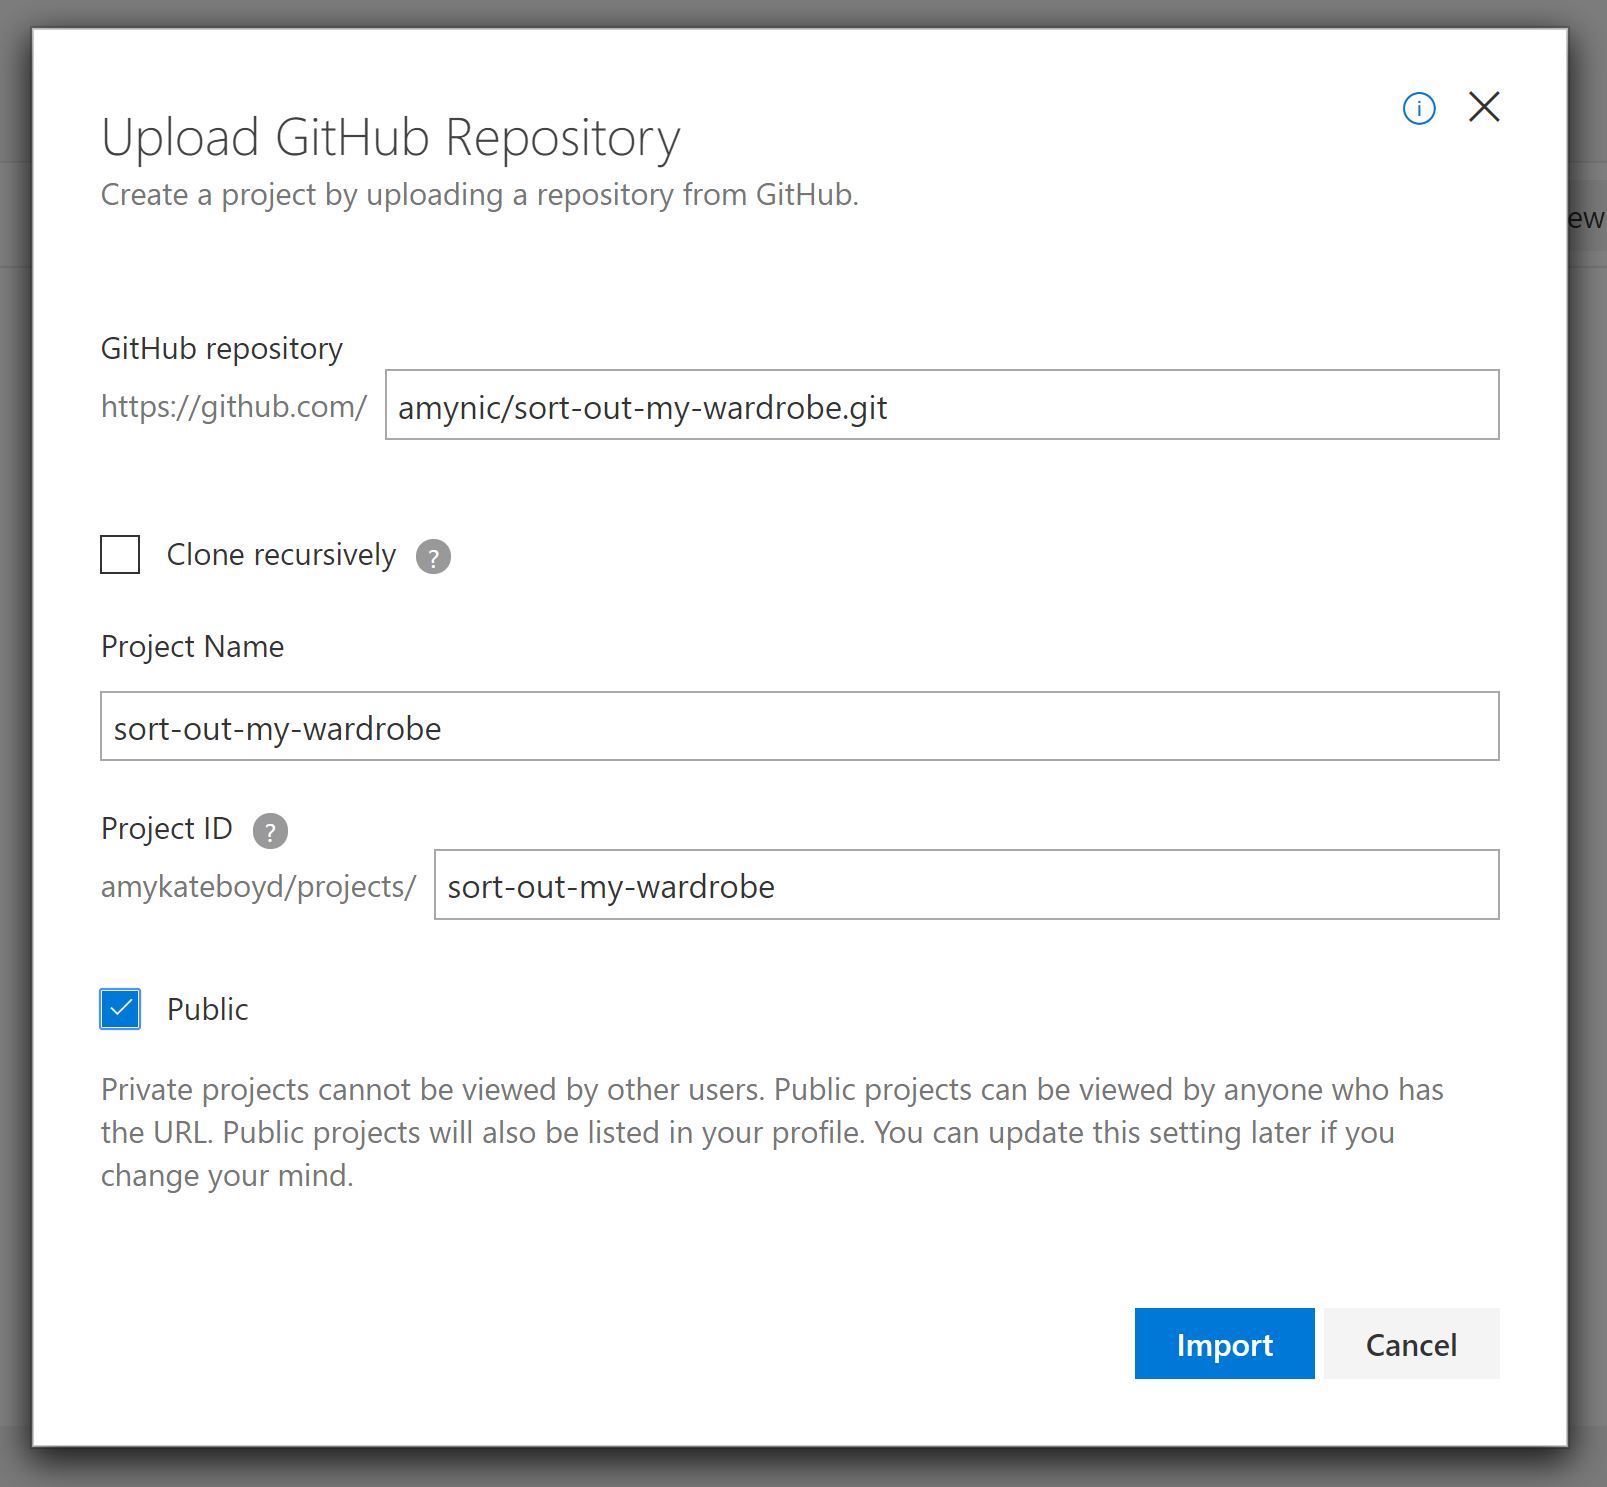 Upload GitHub Repository
Create a project by uploading a repository from GitHub.
ew
GitHub repository
https://github.com/ amynic/sort-out-my-wardrobe.git
Clone recursively ?
Project Name
sort-out-my-wardrobe
Project ID ?
amykateboyd/projects/ sort-out-my-wardrobe
Public
Private projects cannot be viewed by other users. Public projects can be viewed by anyone who has
the URL. Public projects will also be listed in your profile. You can update this setting later if you
change your mind.
Import Cancel